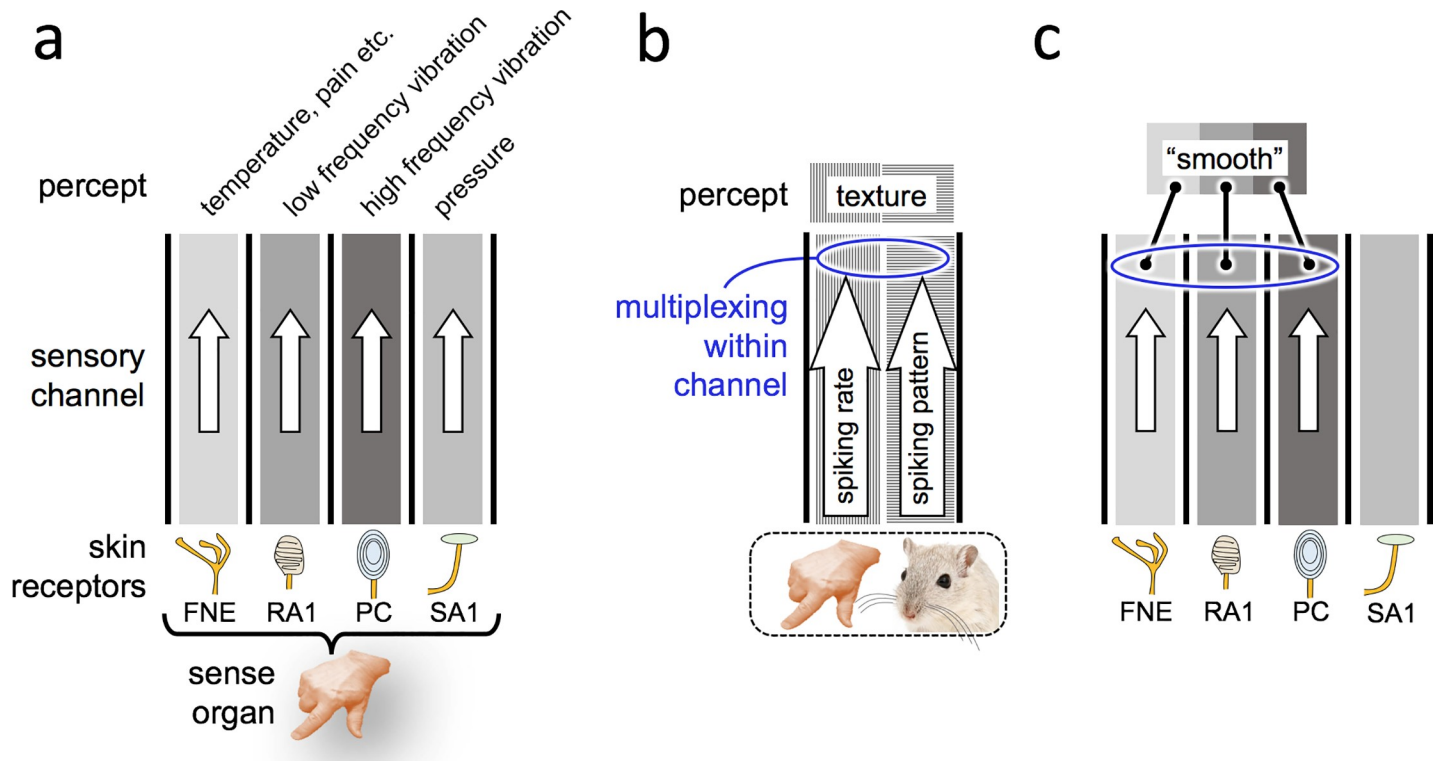 a
temperature, pain etc.
low frequency vibration
high frequency vibration
pressure
percept
sensory
channel
skin
receptors
FNE
RA1
PC
SA1
sense
organ
b
percept
texture
multiplexing
within
channel
spiking rate
spiking pattern
c
"smooth"
FNE
RA1
PC
SA1